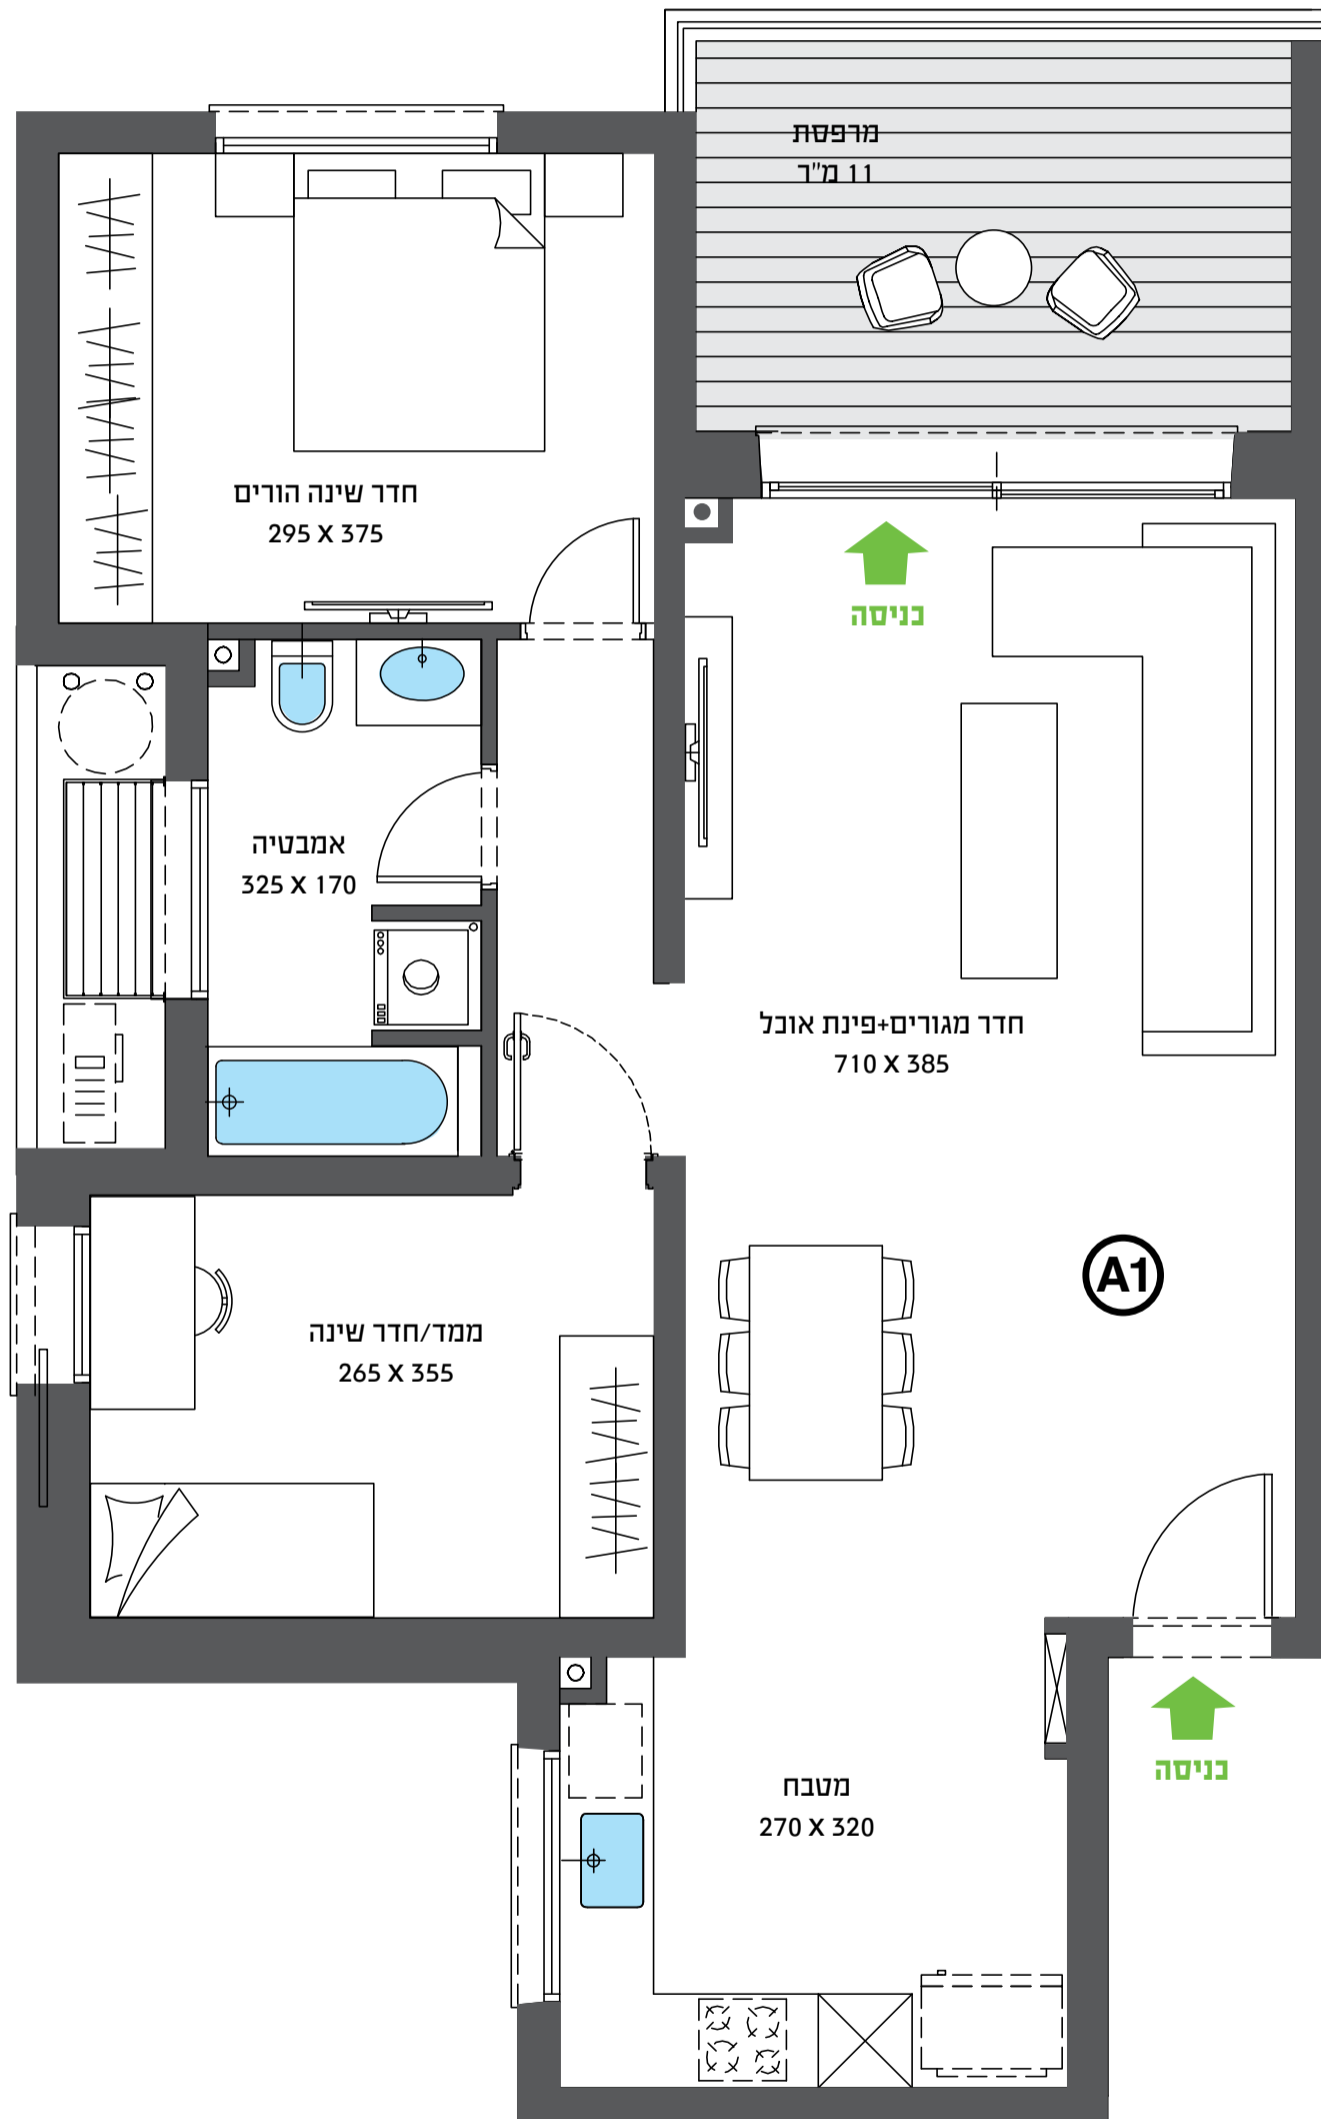 מרפסת
11 מ"ר
חדר שינה הורים
295 X 375
כניסה
אמבטיה
325 X 170
חדר מגורים+פינת אוכל
710 X 385
A1
ממד/חדר שינה
265 X 355
כניסה
מטבח
270 X 320